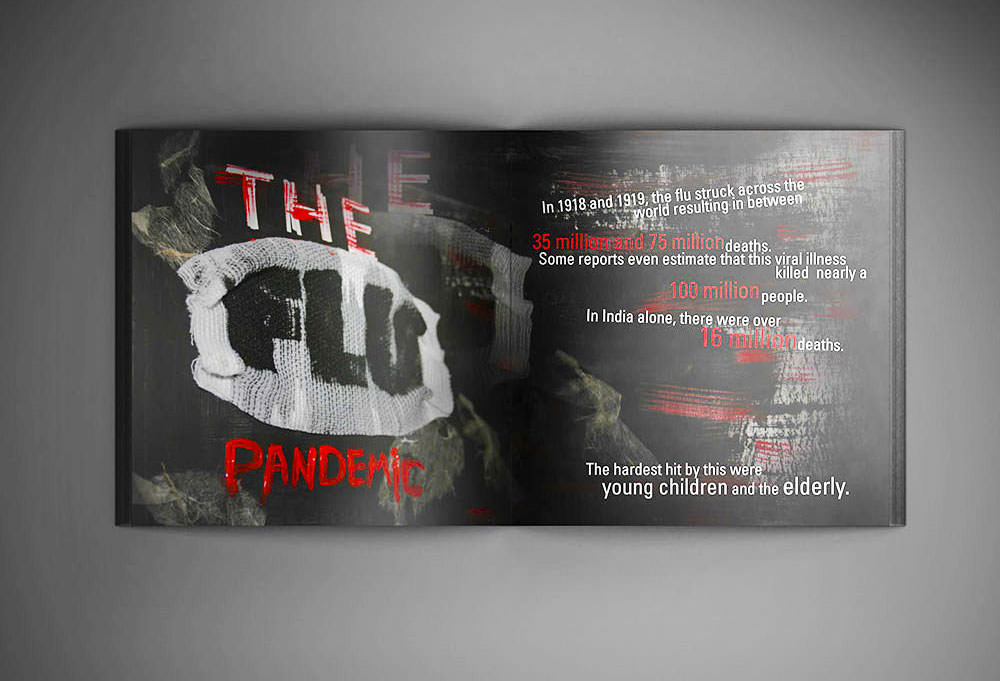 THE
FLU
PANDEMIC
In 1918 and 1919, the flu struck across the
world resulting in between
35 million and 75 million deaths.
Some reports even estimate that this viral illness
killed nearly a
100 million people.
In India alone, there were over
16 million deaths.
The hardest hit by this were
young children and the elderly.